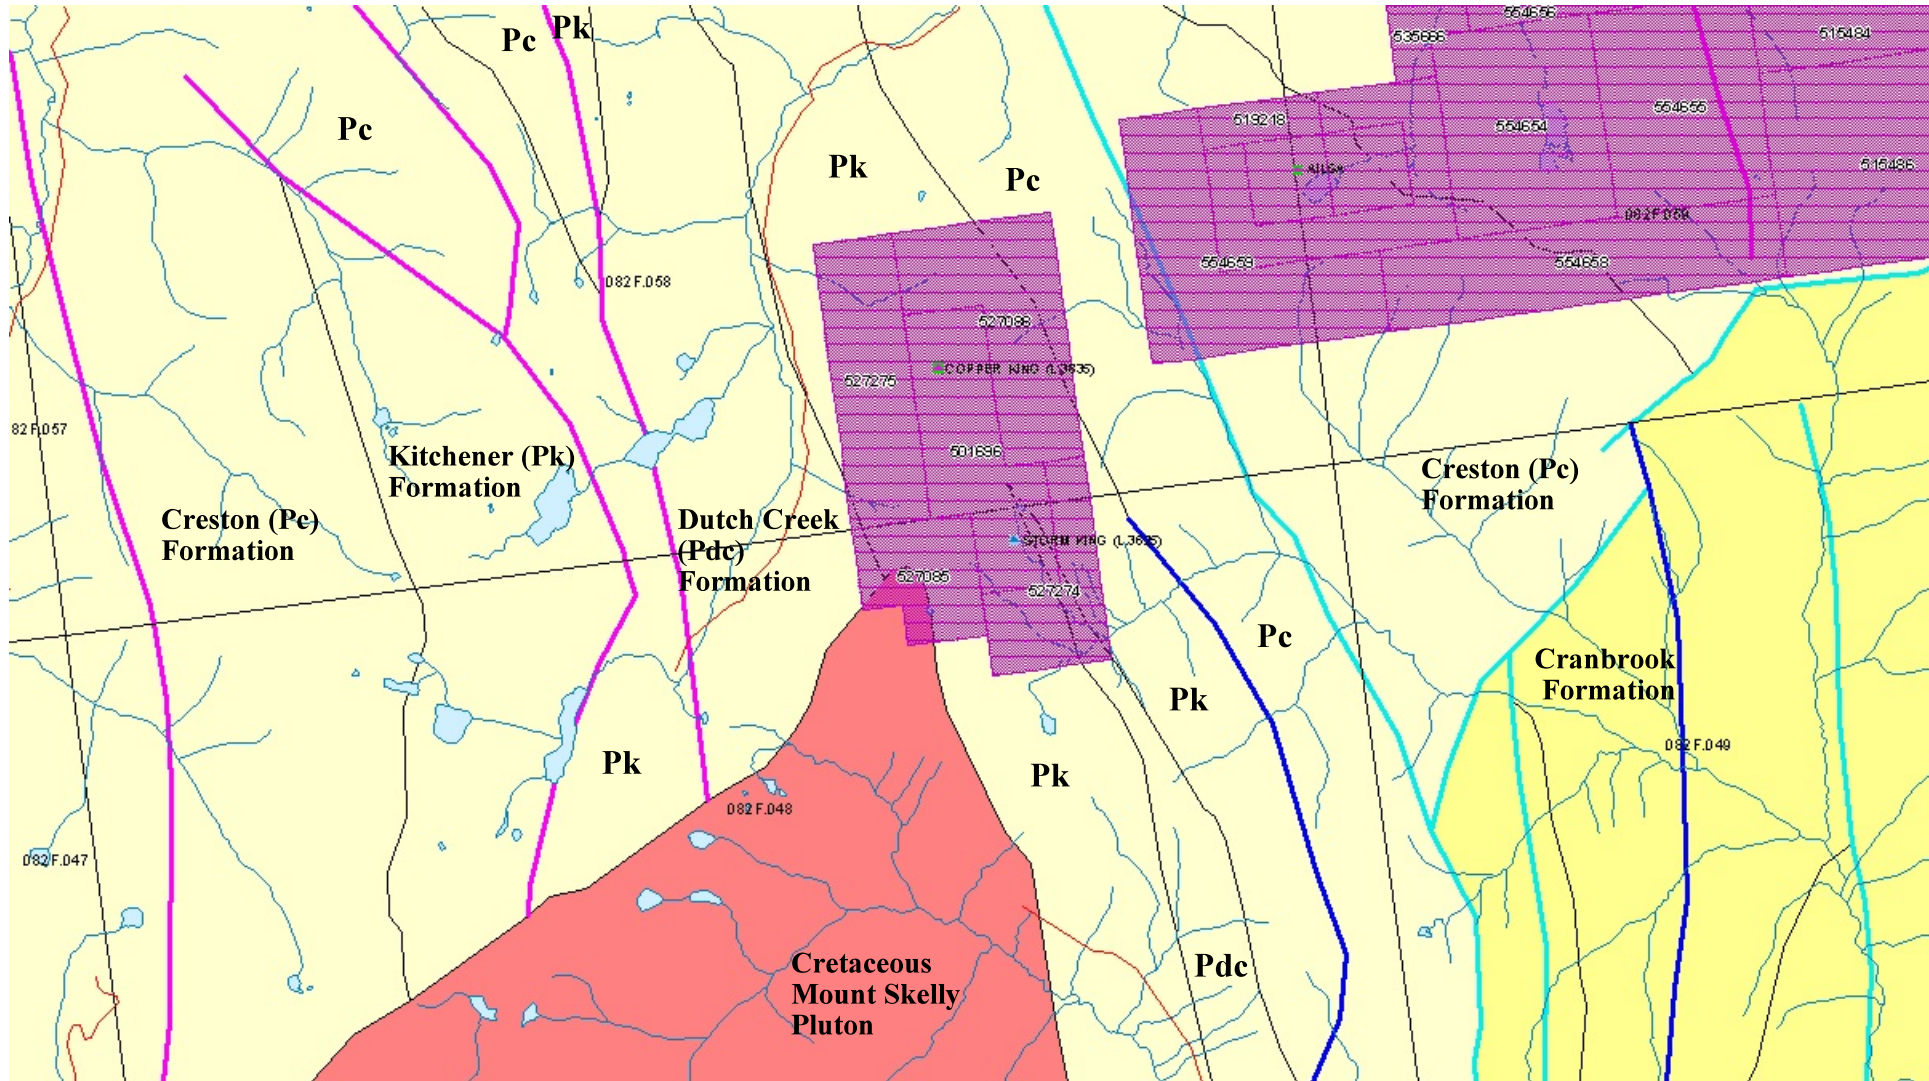 Pk
Pc
554656
535666
515484
554655
519218
554654
Pc
Pk
Pc
515486
082F.059
554659
554658
082F.058
527086
COPPER KING (L.3635)
527275
82F.057
Kitchener (Pk)
Formation
501696
Creston (Pc)
Formation
Creston (Pc)
Formation
Dutch Creek
(Pdc)
Formation
STORM KING (L.3635)
527085
527274
Pc
Cranbrook
Formation
Pk
082F.049
Pk
Pk
082F.048
082F.047
Cretaceous
Mount Skelly
Pluton
Pdc